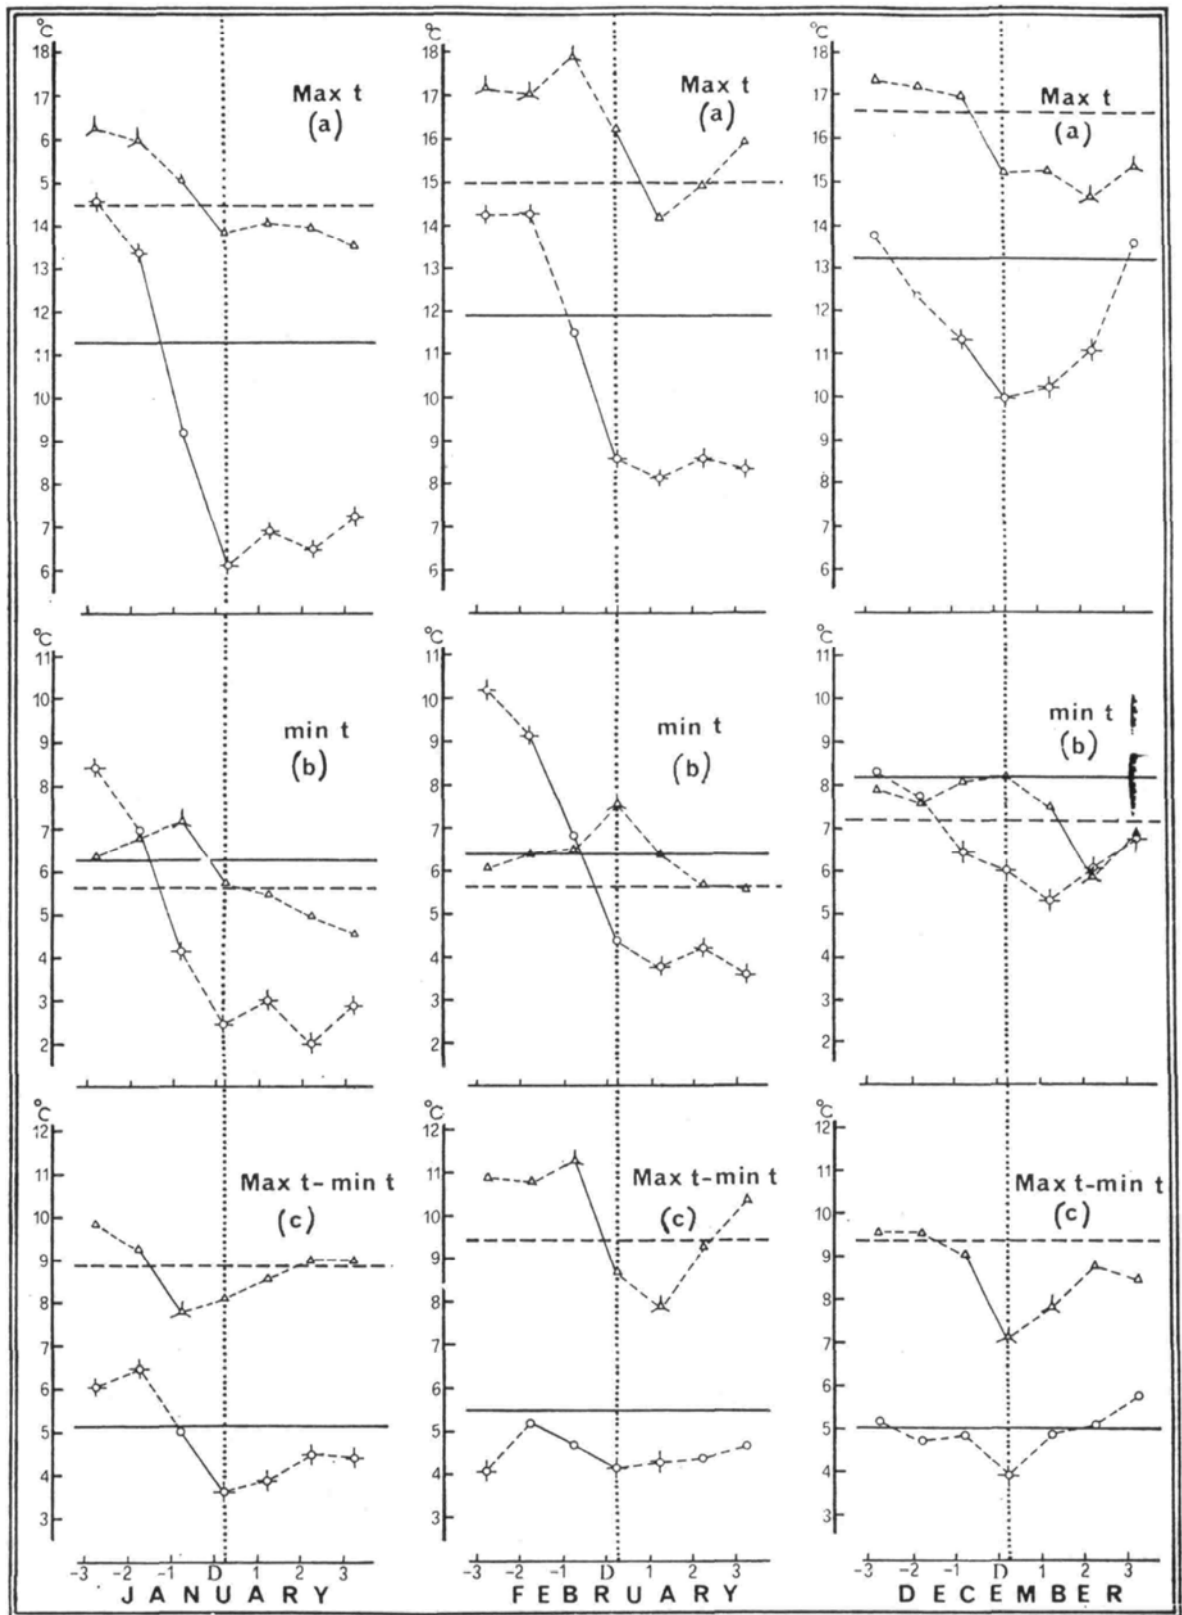 °C °C °C
18 18 18
17 Max t 17 Max t 17 Max t
(a) (a) (a)
6 16 16
5 15 15
14 14 14
13 13 13
12 12 12
11 11 11
10 10 10
9 9 9
8 8 8
7 7 7
6 6 6
°C °C °C
11 11 11
10 10 10
9 min t 9 min t 9 min t
(b) (b) (b)
8 8 8
7 7 7
6 6 6
5 5 5
4 4 4
3 3 3
2 2 2
°C °C °C
12 12 12
11 Max t-min t 11 Max t-min t 11 Max t-min t
(c) (c) (c)
10 10 10
9 9 9
8 8 8
7 7 7
6 6 6
5 5 5
4 4 4
3 3 3
-3 -2 -1 D 1 2 3 -3 -2 -1 D 1 2 3 -3 -2 -1 D 1 2 3
JANUARY FEBRUARY DECEMBER